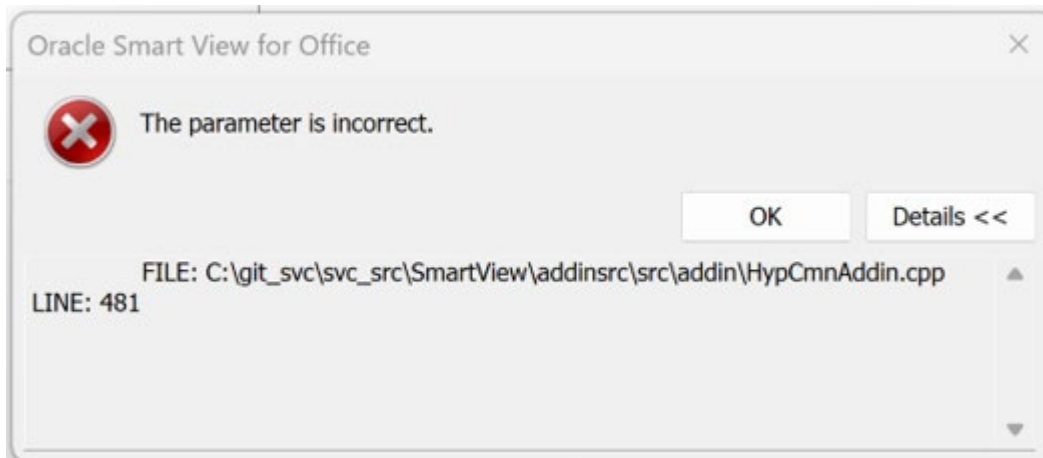 Oracle Smart View for Office
The parameter is incorrect.
OK
Details <<
FILE: C:\git_svc\svc_src\SmartView\addinsrc\src\addin\HypCmnAddin.cpp
LINE: 481